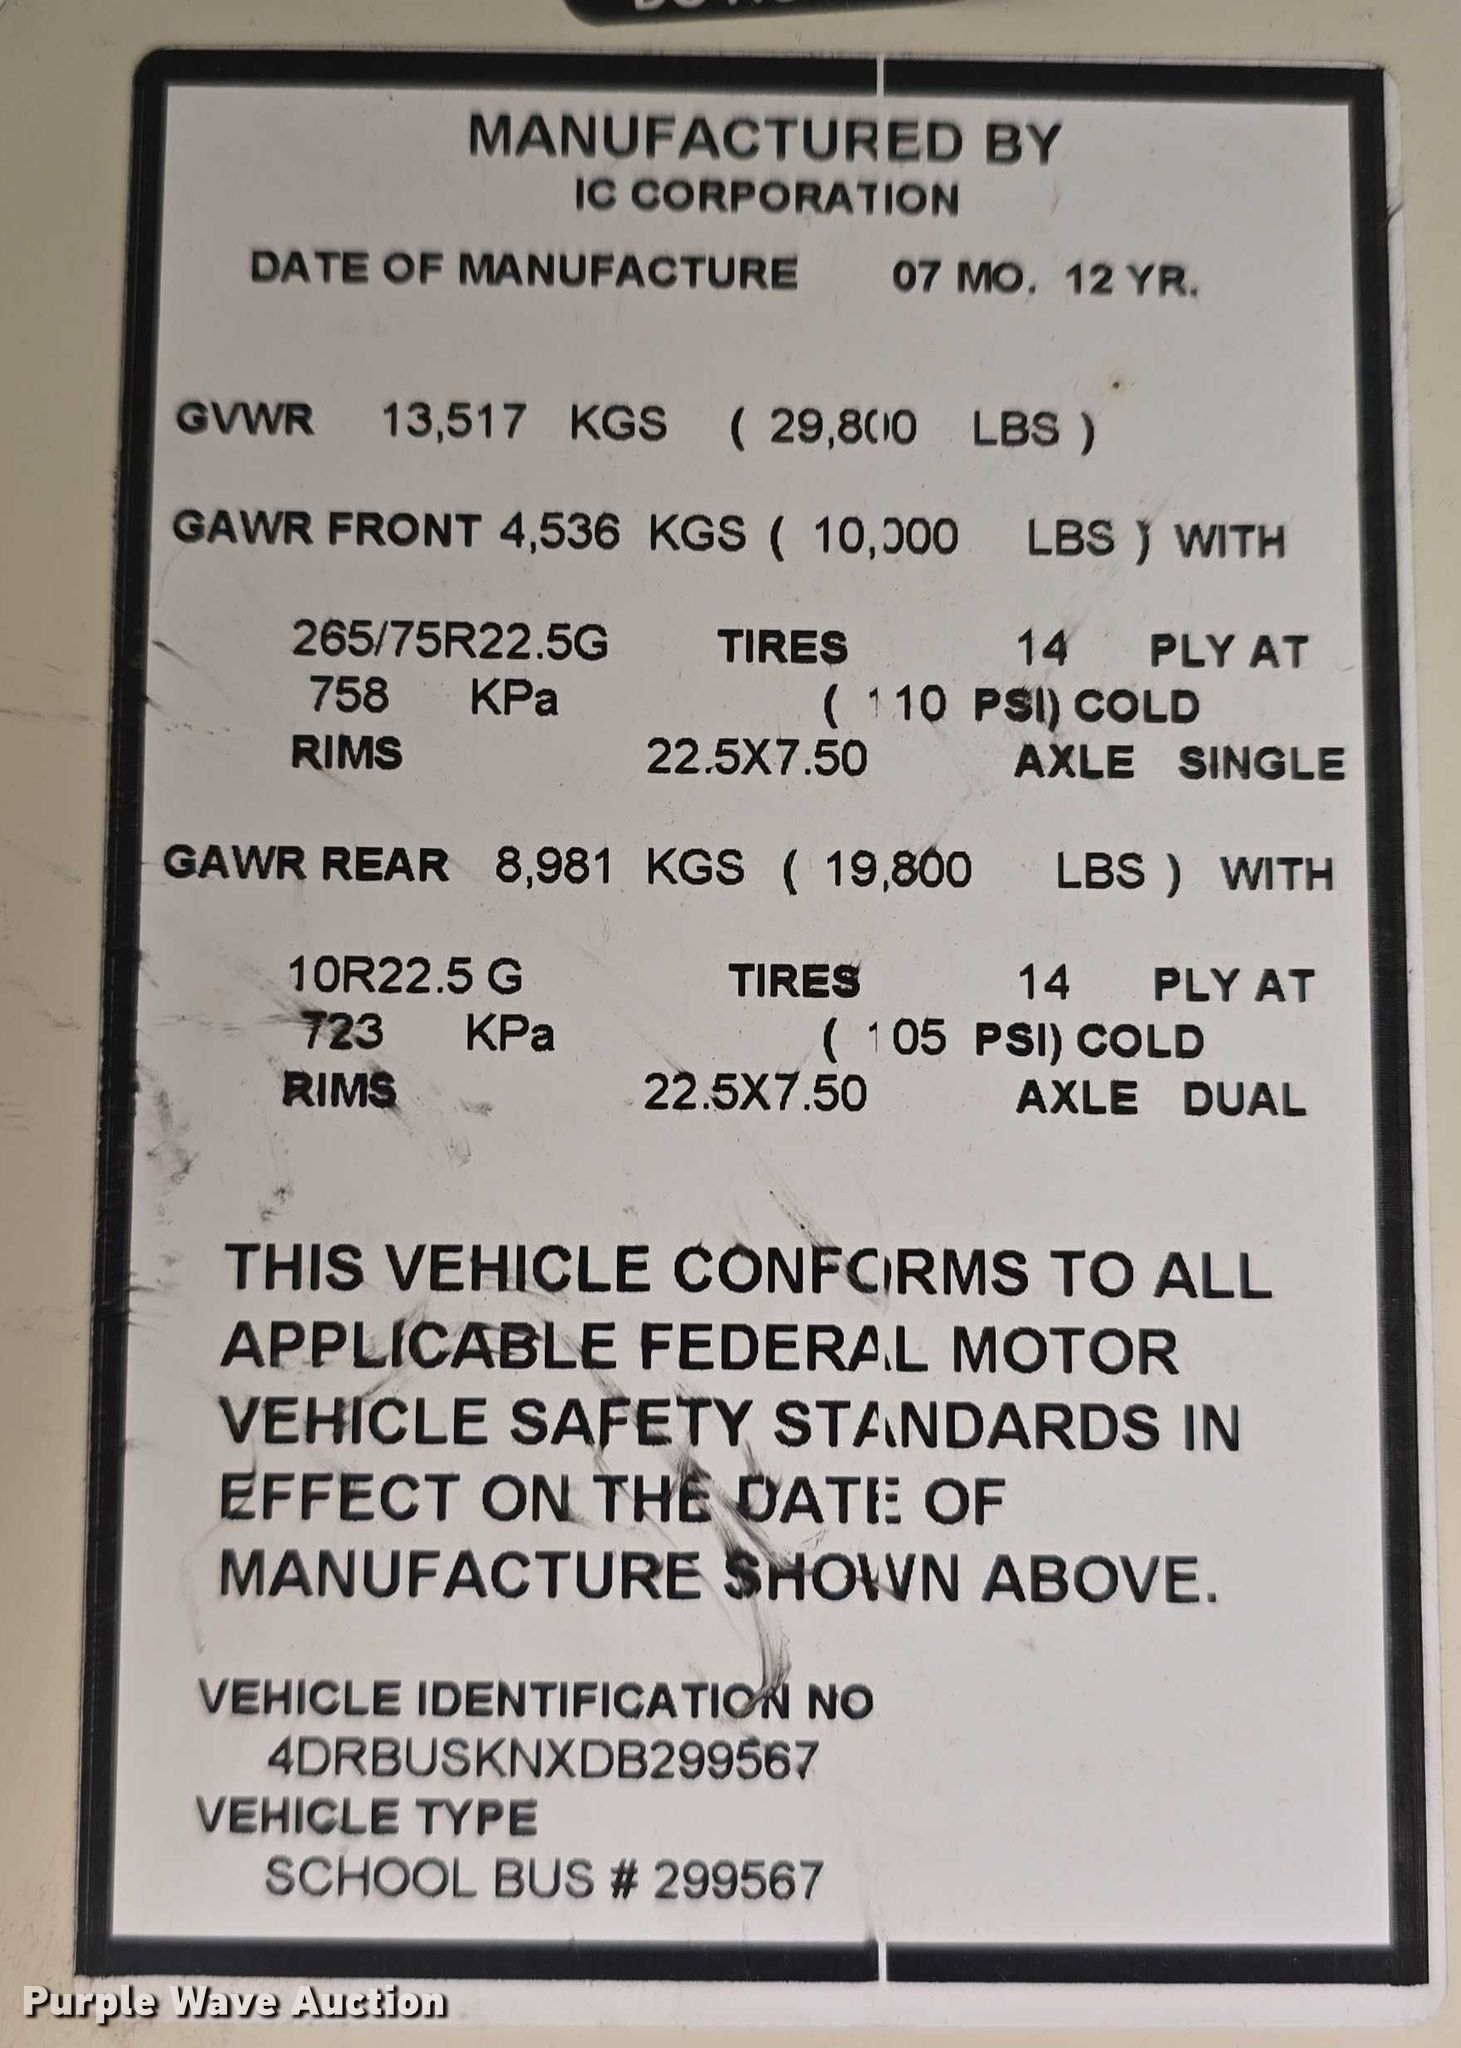 MANUFACTURED BY
IC CORPORATION
DATE OF MANUFACTURE 07 MO. 12 YR.
GVWR 13,517 KGS ( 29,800 LBS )
GAWR FRONT 4,536 KGS ( 10,000 LBS ) WITH
265/75R22.5G TIRES 14 PLY AT
758 KPa ( 110 PSI) COLD
RIMS 22.5X7.50 AXLE SINGLE
GAWR REAR 8,981 KGS ( 19,800 LBS ) WITH
10R22.5 G TIRES 14 PLY AT
723 KPa ( 105 PSI) COLD
RIMS 22.5X7.50 AXLE DUAL
THIS VEHICLE CONFORMS TO ALL
APPLICABLE FEDERAL MOTOR
VEHICLE SAFETY STANDARDS IN
EFFECT ON THE DATE OF
MANUFACTURE SHOWN ABOVE.
VEHICLE IDENTIFICATION NO
4DRBUSKNXDB299567
VEHICLE TYPE
SCHOOL BUS # 299567
Purple Wave Auction